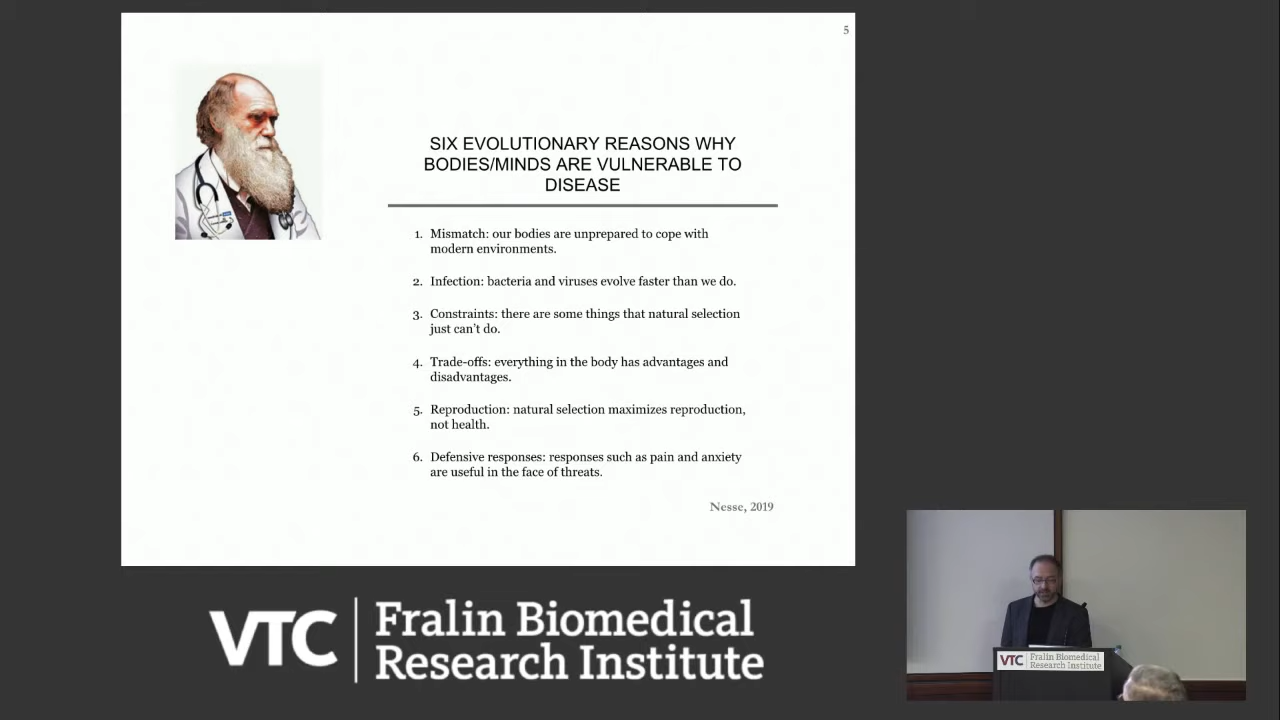 5
SIX EVOLUTIONARY REASONS WHY
BODIES/MINDS ARE VULNERABLE TO
DISEASE
1. Mismatch: our bodies are unprepared to cope with
modern environments.
2. Infection: bacteria and viruses evolve faster than we do.
3. Constraints: there are some things that natural selection
just can't do.
4. Trade-offs: everything in the body has advantages and
disadvantages.
5. Reproduction: natural selection maximizes reproduction,
not health.
6. Defensive responses: responses such as pain and anxiety
are useful in the face of threats.
Nesse, 2019
VTC
Fralin Biomedical
Research Institute
VTC
Fralin Biomedical
Research Institute